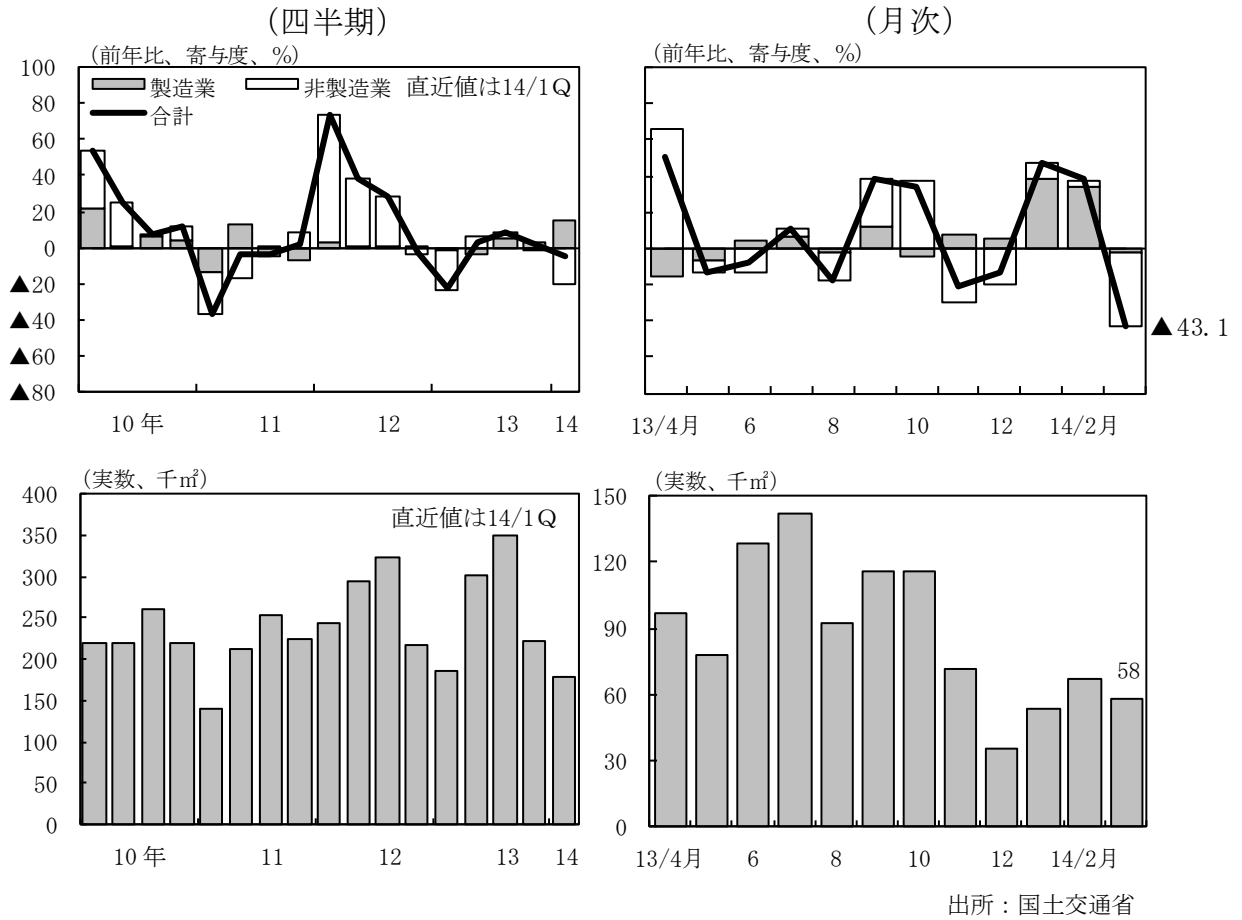 (四半期)
(前年比、寄与度、%)
100
80
60
40
20
0
▲20
▲40
▲60
▲80
製造業
非製造業
直近値は14/1Q
合計
10年
11
12
13
14
(月次)
(前年比、寄与度、%)
▲43.1
13/4月
6
8
10
12
14/2月
(実数、千㎡)
400
350
300
250
200
150
100
50
0
直近値は14/1Q
10年
11
12
13
14
(実数、千㎡)
150
120
90
60
30
0
58
13/4月
6
8
10
12
14/2月
出所:国土交通省